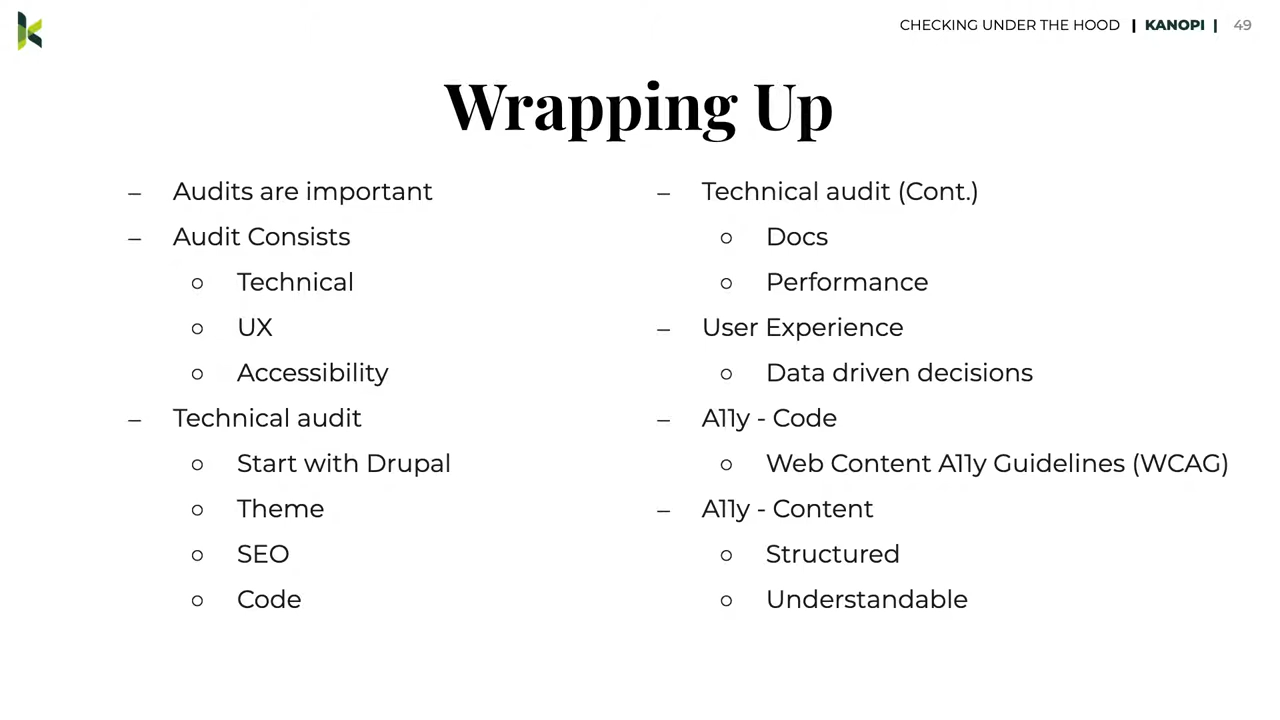 CHECKING UNDER THE HOOD | KANOPI | 49
Wrapping Up
– Audits are important
– Audit Consists
○ Technical
○ UX
○ Accessibility
– Technical audit
○ Start with Drupal
○ Theme
○ SEO
○ Code
– Technical audit (Cont.)
○ Docs
○ Performance
– User Experience
○ Data driven decisions
– A11y - Code
○ Web Content A11y Guidelines (WCAG)
– A11y - Content
○ Structured
○ Understandable